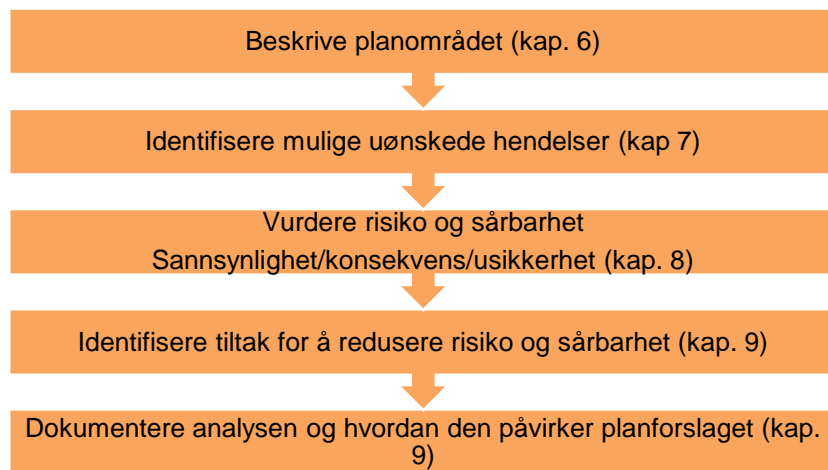 Beskrive planområdet (kap. 6)
Identifisere mulige uønskede hendelser (kap 7)
Vurdere risiko og sårbarhet
Sannsynlighet/konsekvens/usikkerhet (kap. 8)
Identifisere tiltak for å redusere risiko og sårbarhet (kap. 9)
Dokumentere analysen og hvordan den påvirker planforslaget (kap.
9)